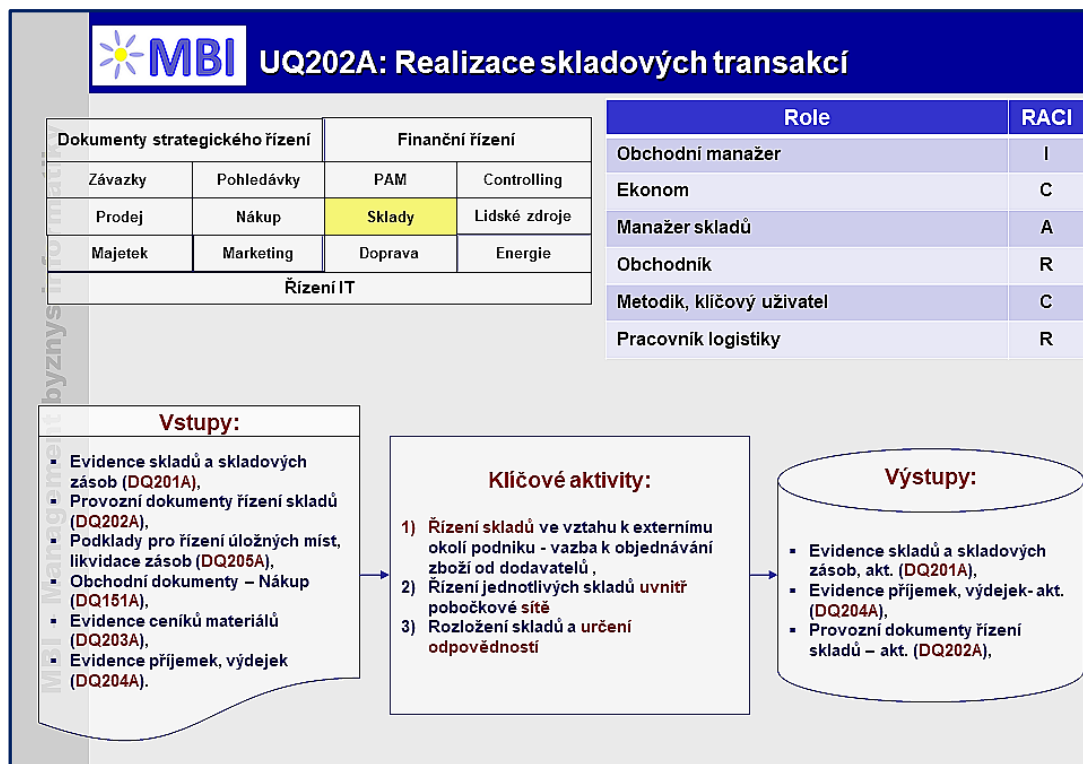 MBI
UQ202A: Realizace skladových transakcí
MBI - Management byznys informatiky
Dokumenty strategického řízení Finanční řízení
Závazky Pohledávky PAM Controlling
Prodej Nákup Sklady Lidské zdroje
Majetek Marketing Doprava Energie
Řízení IT
Role RACI
Obchodní manažer I
Ekonom C
Manažer skladů A
Obchodník R
Metodik, klíčový uživatel C
Pracovník logistiky R
Vstupy:
▪ Evidence skladů a skladových
zásob (DQ201A),
▪ Provozní dokumenty řízení skladů
(DQ202A),
▪ Podklady pro řízení úložných míst,
likvidace zásob (DQ205A),
▪ Obchodní dokumenty – Nákup
(DQ151A),
▪ Evidence ceníků materiálů
(DQ203A),
▪ Evidence příjemek, výdejek
(DQ204A).
Klíčové aktivity:
1) Řízení skladů ve vztahu k externímu
okolí podniku - vazba k objednávání
zboží od dodavatelů ,
2) Řízení jednotlivých skladů uvnitř
pobočkové sítě
3) Rozložení skladů a určení
odpovědností
Výstupy:
▪ Evidence skladů a skladových
zásob, akt. (DQ201A),
▪ Evidence příjemek, výdejek- akt.
(DQ204A),
▪ Provozní dokumenty řízení
skladů – akt. (DQ202A),